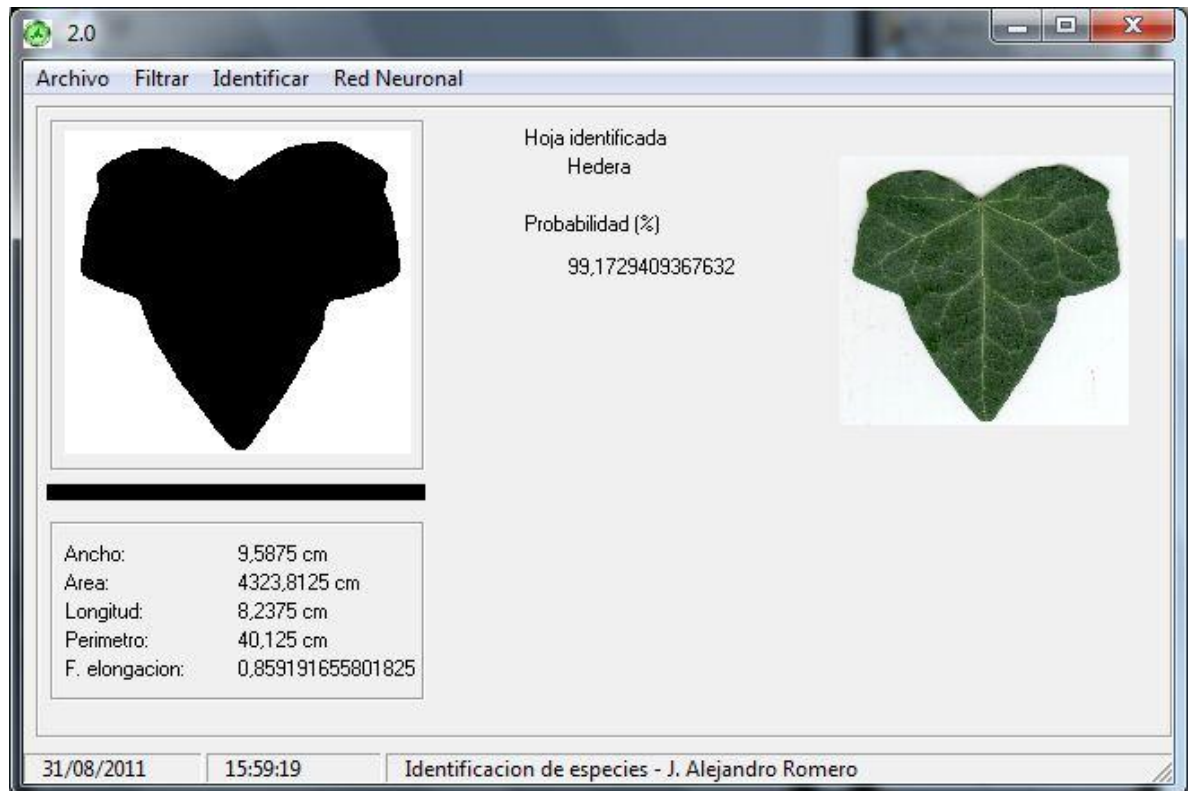 2.0
Archivo Filtrar Identificar Red Neuronal
Hoja identificada
Hedera
Probabilidad (%)
99,1729409367632
Ancho: 9,5875 cm
Area: 4323,8125 cm
Longitud: 8,2375 cm
Perimetro: 40,125 cm
F. elongacion: 0,859191655801825
31/08/2011 15:59:19 Identificacion de especies - J. Alejandro Romero